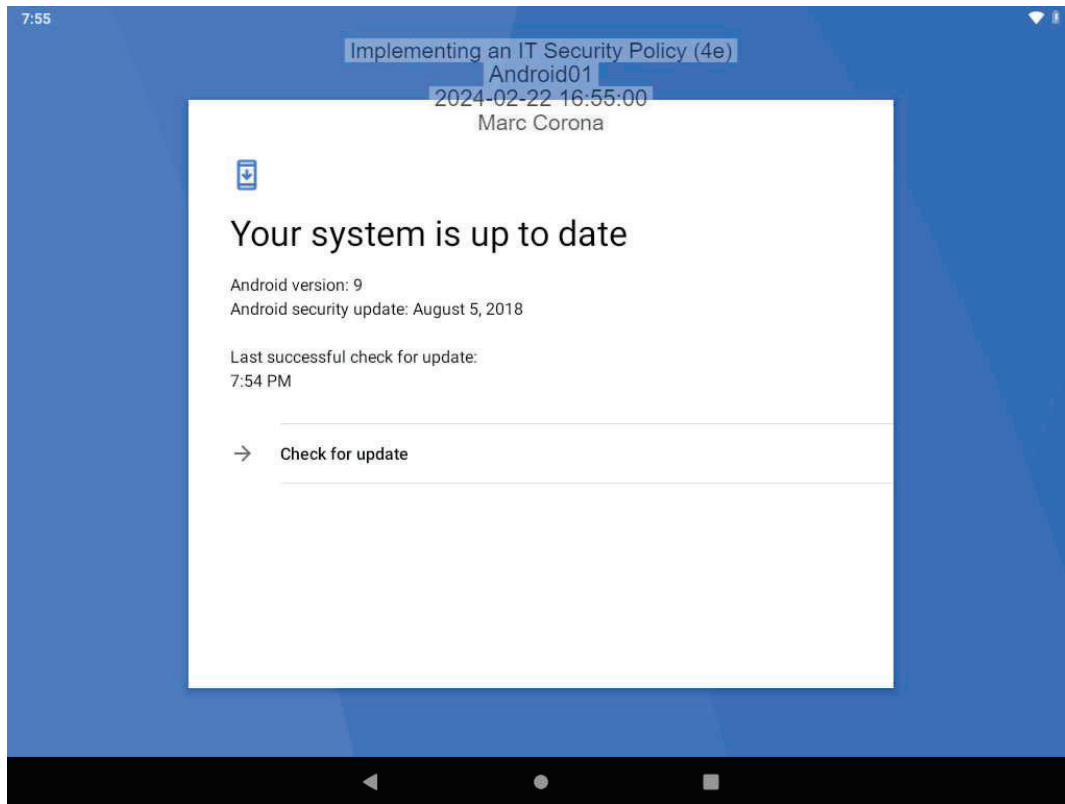 7:55
Implementing an IT Security Policy (4e)
Android01
2024-02-22 16:55:00
Marc Corona
Your system is up to date
Android version: 9
Android security update: August 5, 2018
Last successful check for update:
7:54 PM
Check for update